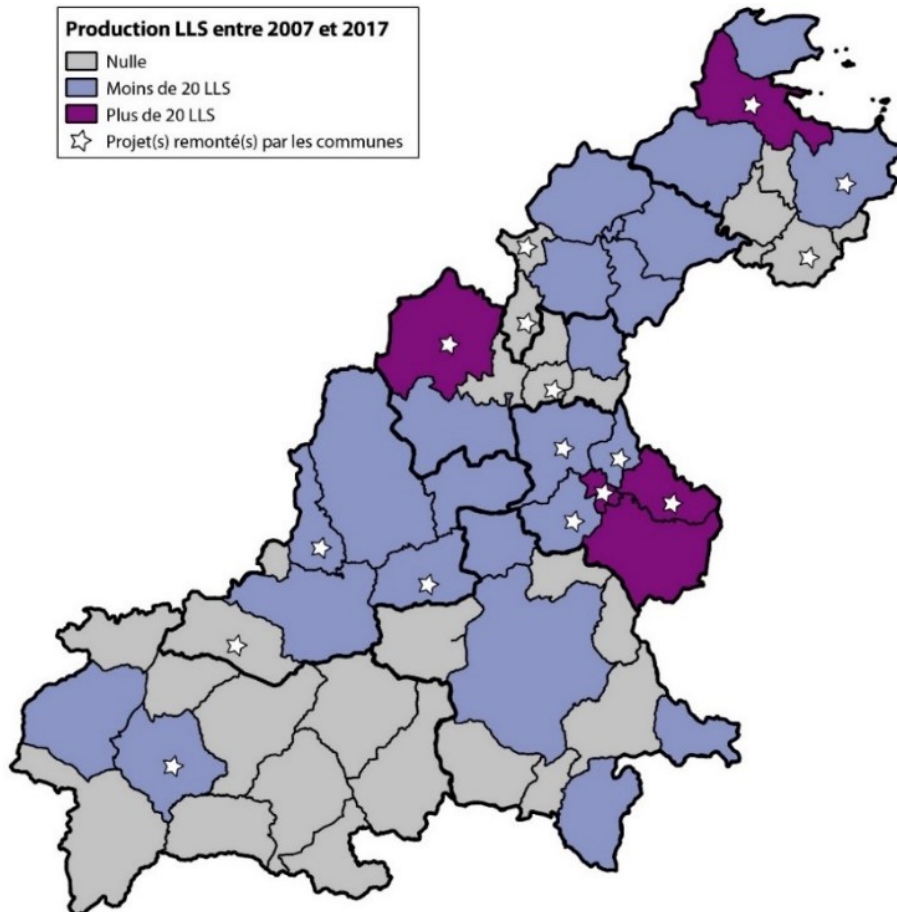 Production LLS entre 2007 et 2017
Nulle
Moins de 20 LLS
Plus de 20 LLS
Projet(s) remonté(s) par les communes